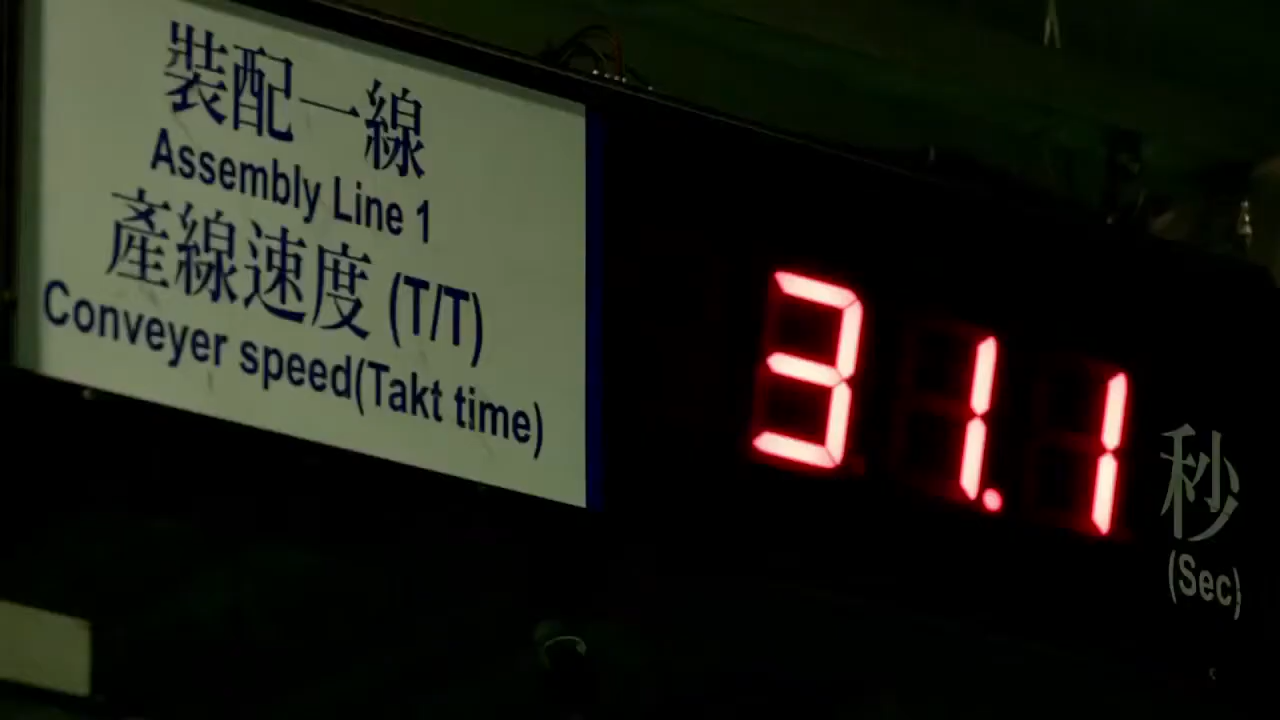 裝配一線
Assembly Line 1
產線速度 (T/T)
Conveyer speed(Takt time)
31.1
秒
(Sec)